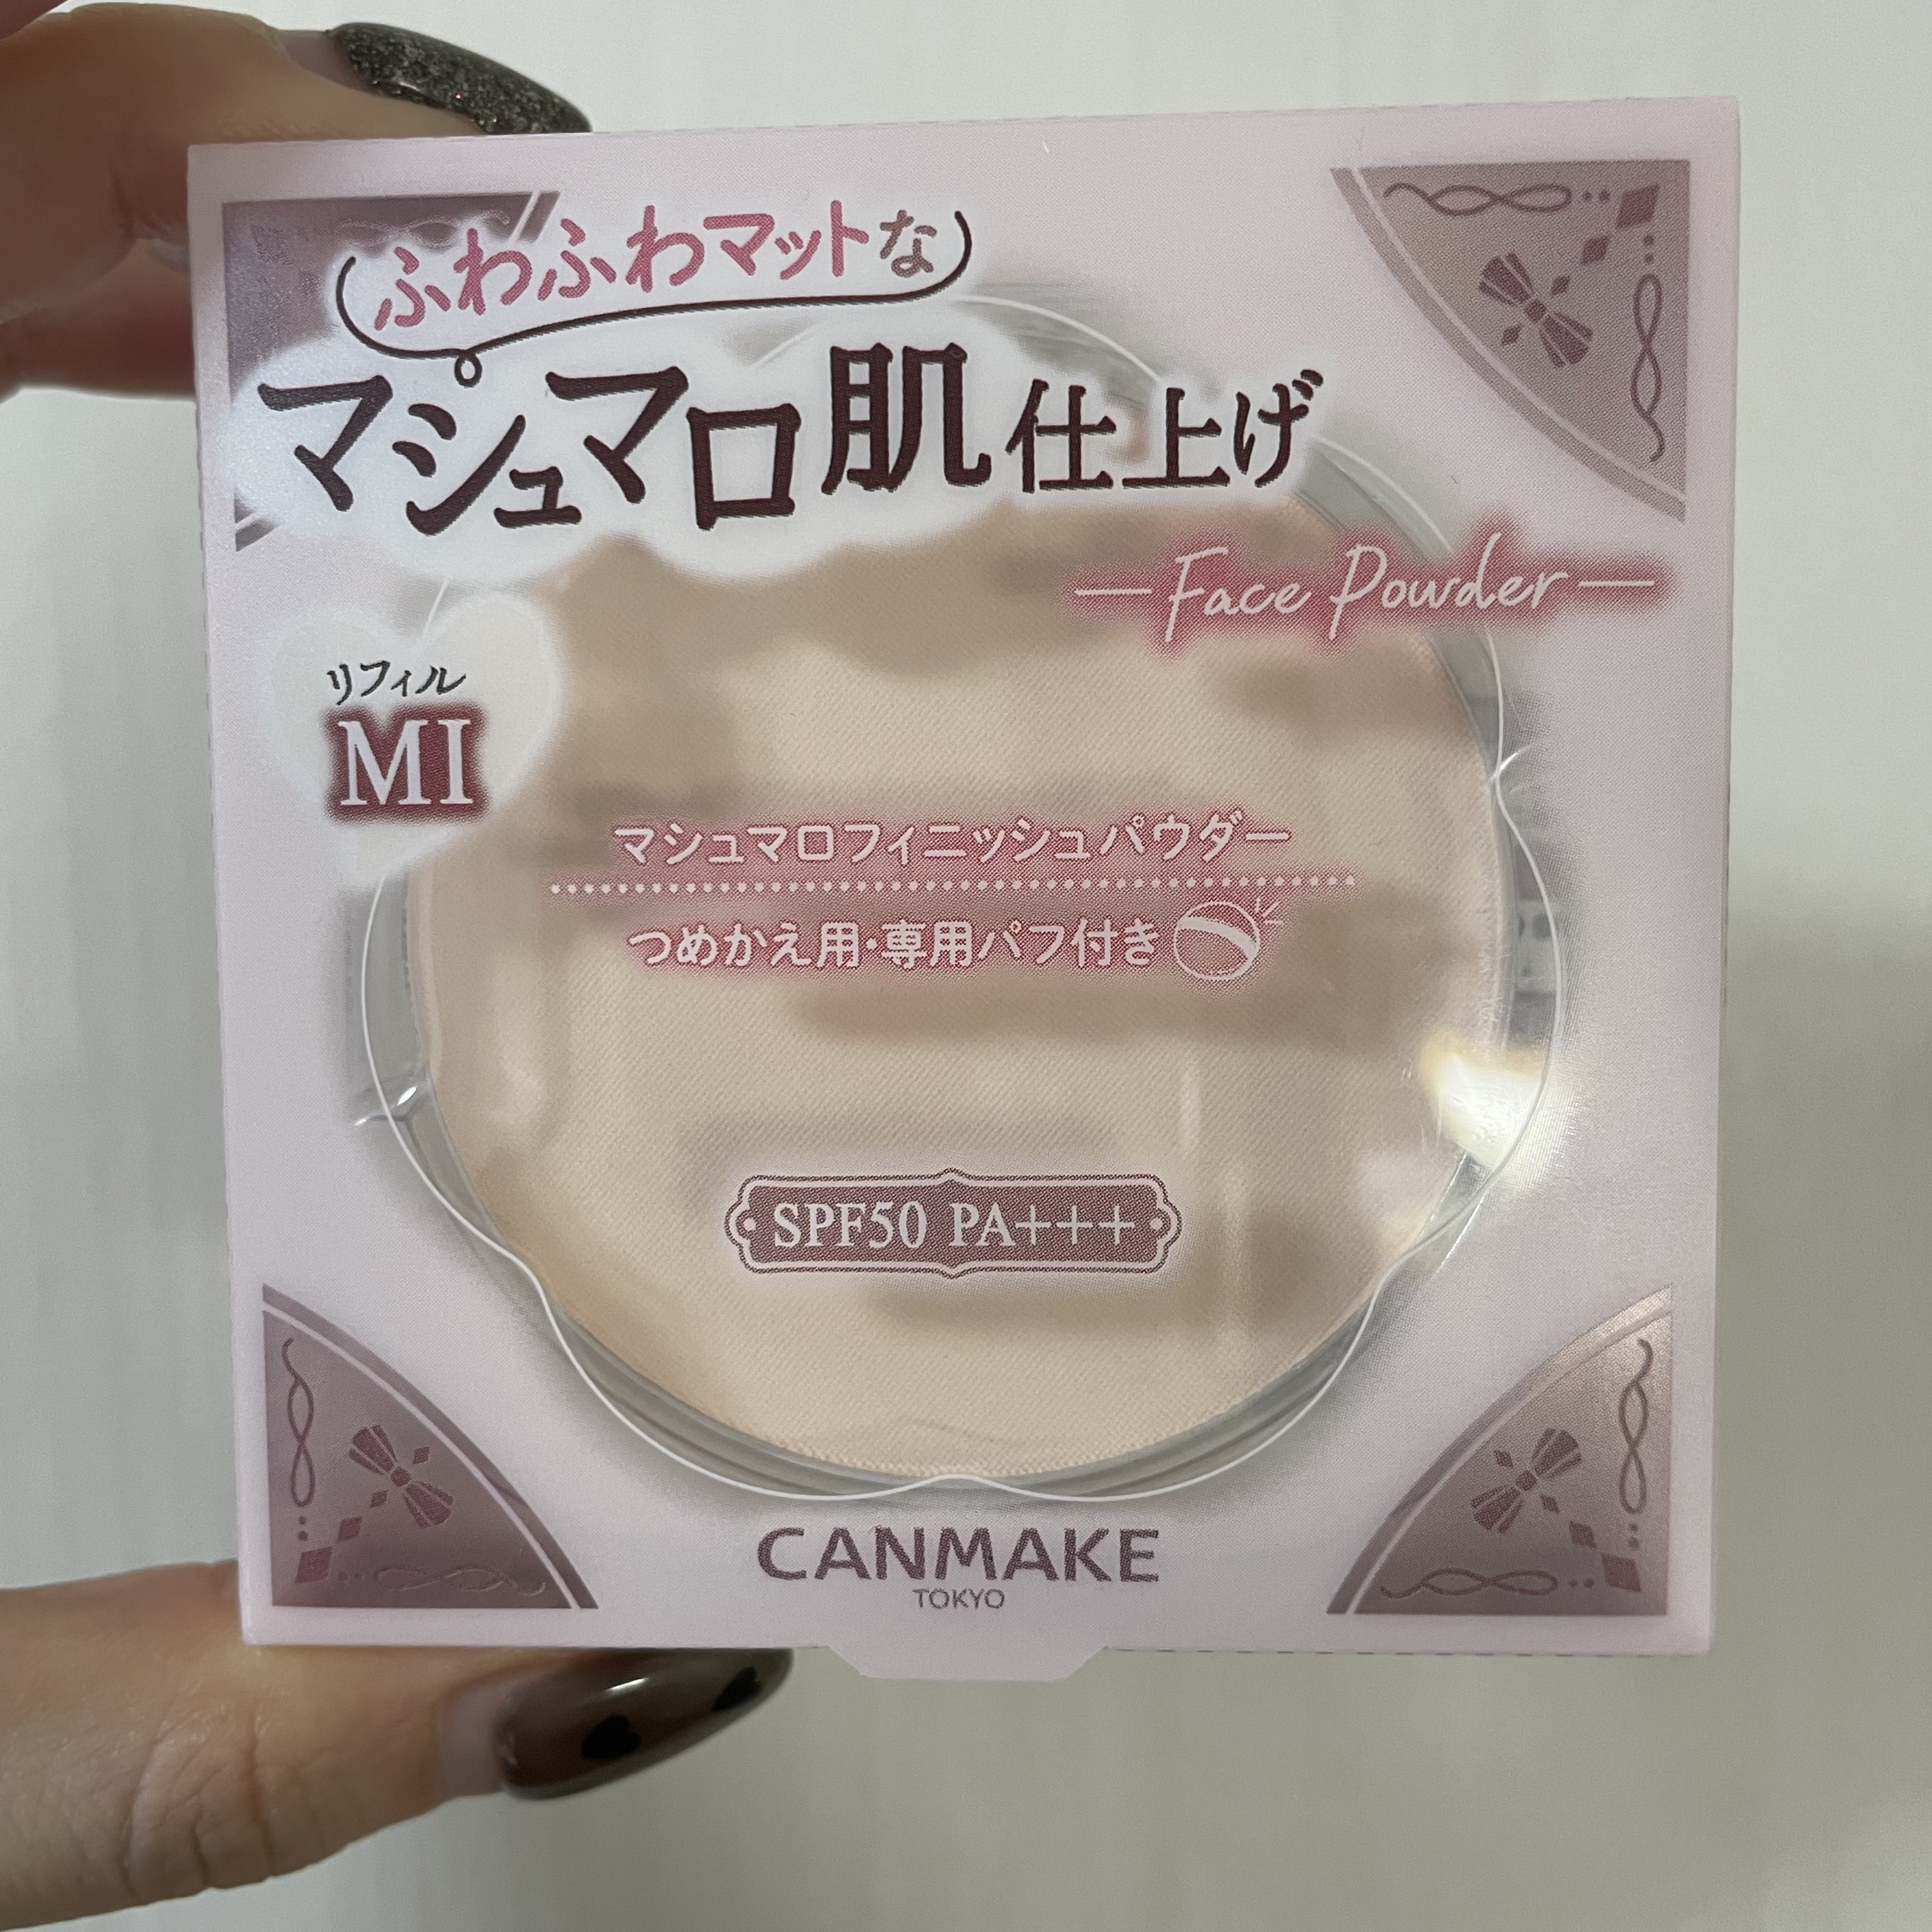 ふわふわマットな
マシュマロ肌仕上げ
Face Powder
リフィル
MI
マシュマロフィニッシュパウダー
つめかえ用・専用パフ付き
SPF50 PA+++
CANMAKE
TOKYO